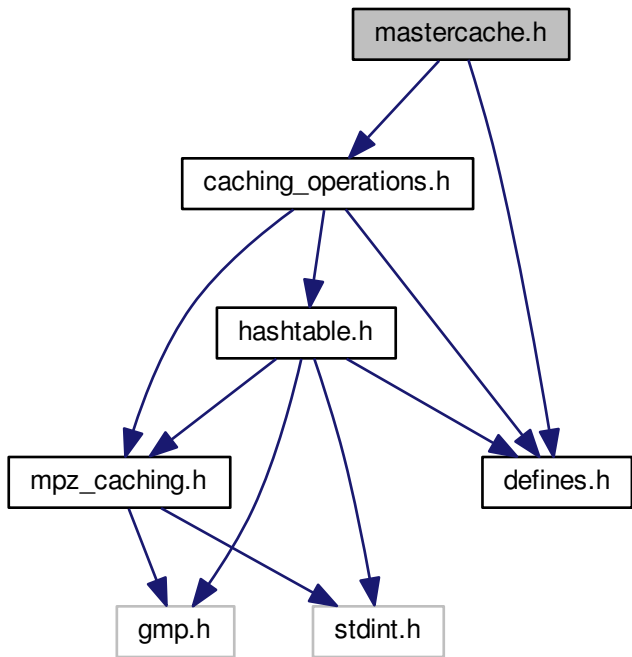 mastercache.h
caching_operations.h
hashtable.h
mpz_caching.h
defines.h
gmp.h
stdint.h